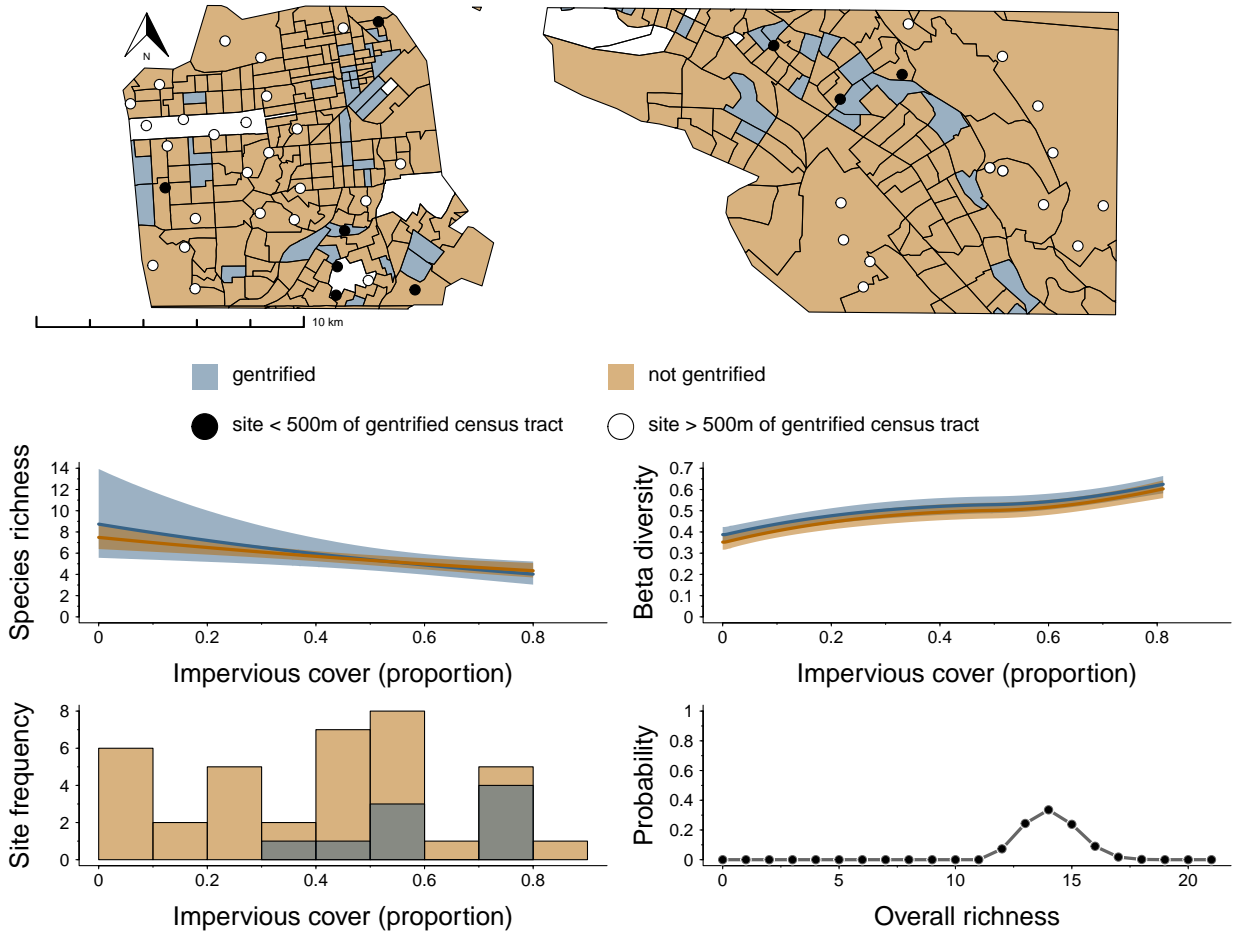 N
10 km
gentrified
not gentrified
site < 500m of gentrified census tract
site > 500m of gentrified census tract
Species richness
14
12
10
8
6
4
2
0
0 0.2 0.4 0.6 0.8
Impervious cover (proportion)
Beta diversity
0.7
0.6
0.5
0.4
0.3
0.2
0.1
0
0 0.2 0.4 0.6 0.8
Impervious cover (proportion)
Site frequency
8
6
4
2
0
0 0.2 0.4 0.6 0.8
Impervious cover (proportion)
Probability
1
0.8
0.6
0.4
0.2
0
0 5 10 15 20
Overall richness